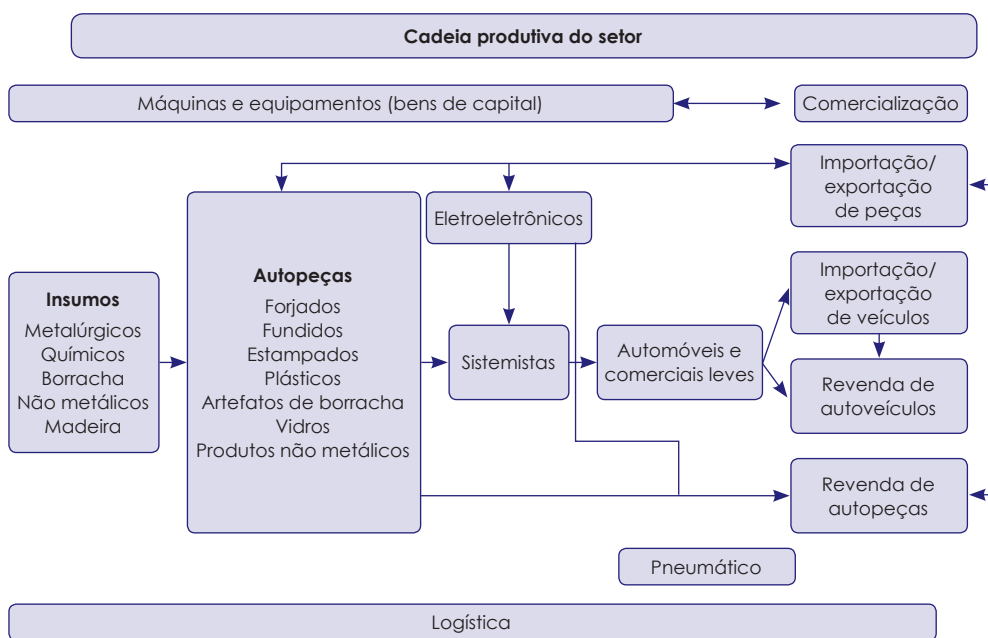 Cadeia produtiva do setor
Máquinas e equipamentos (bens de capital)
Comercialização
Importação/
exportação
de peças
Eletroeletrônicos
Autopeças
Forjados
Fundidos
Estampados
Plásticos
Artefatos de borracha
Vidros
Produtos não metálicos
Insumos
Metalúrgicos
Químicos
Borracha
Não metálicos
Madeira
Sistemistas
Automóveis e
comerciais leves
Importação/
exportação
de veículos
Revenda de
autoveículos
Revenda de
autopeças
Pneumático
Logística